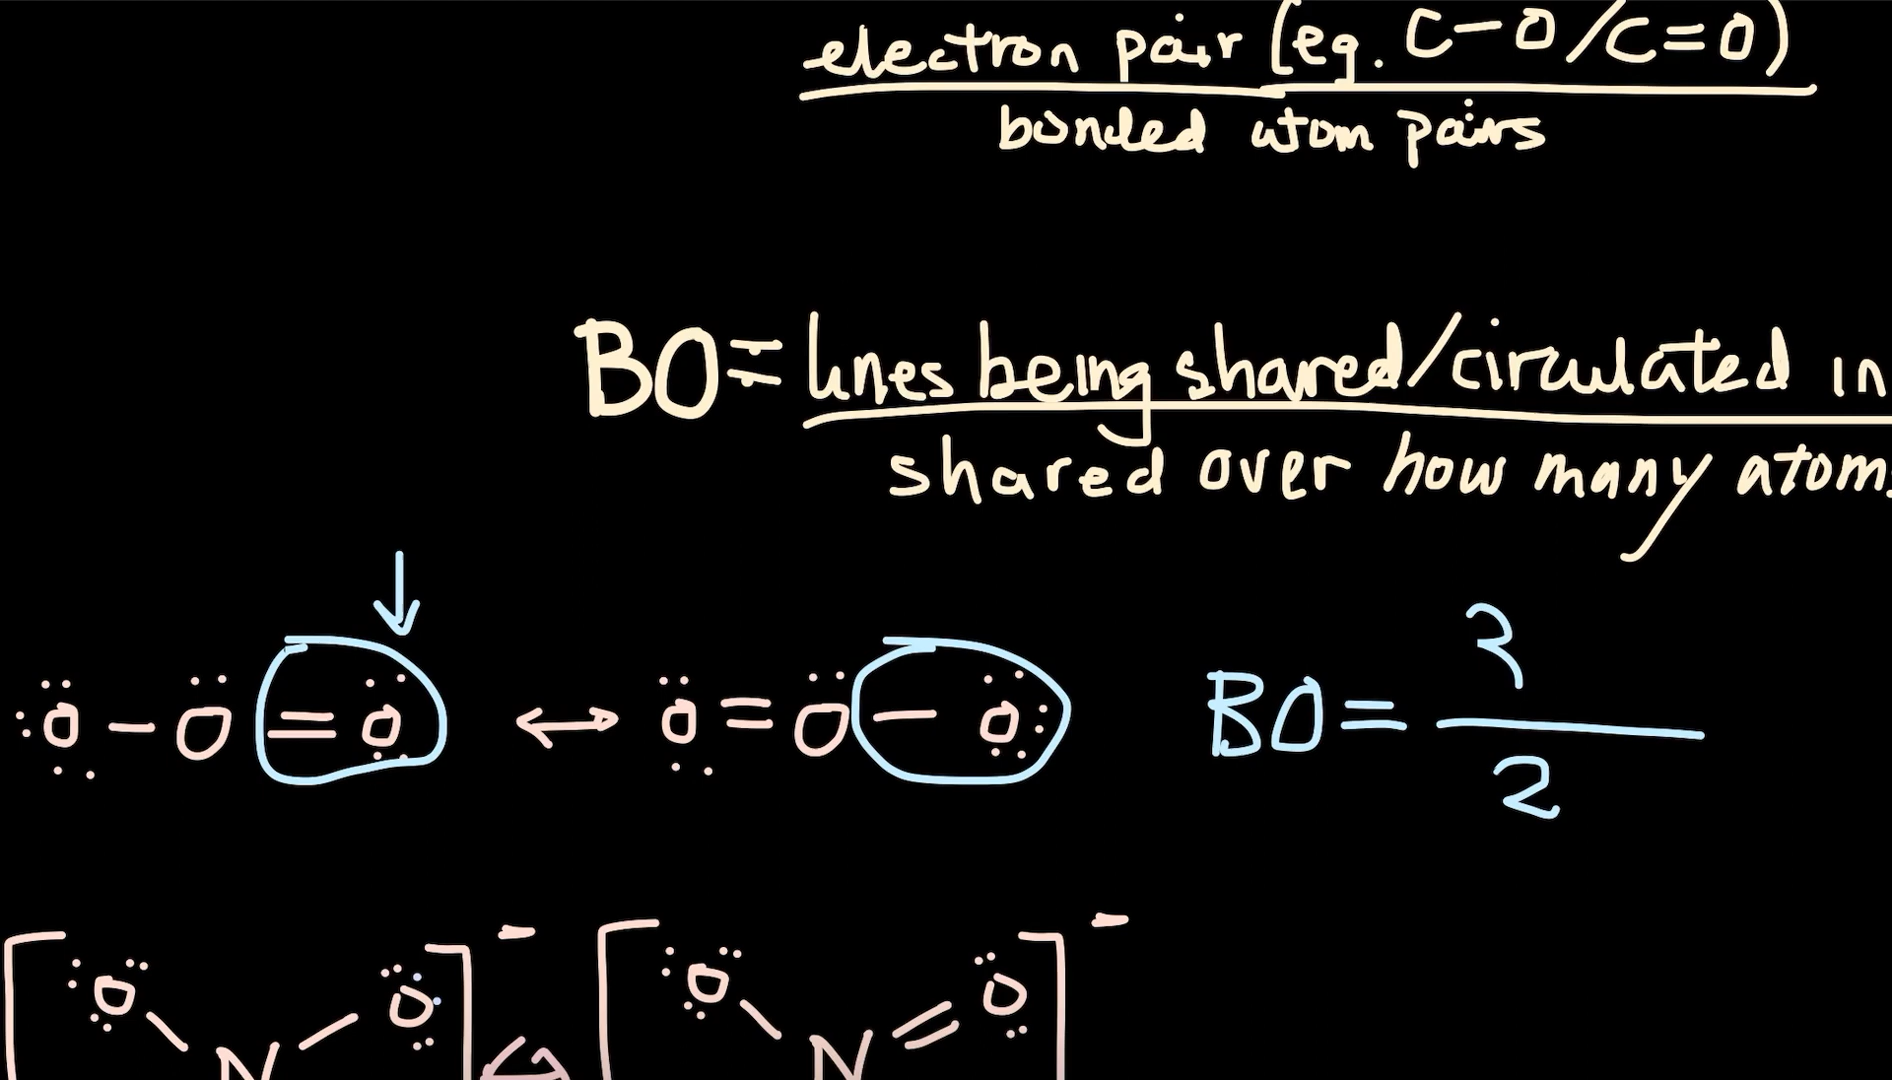 electron pair (eg. C-O/C=O)
bonded atom pairs
BO= lines being shared/circulated in
shared over how many atom
:O - O = O ↔ O = O - O: BO= 3
2
[ O O ]- [ O O ]-
N ↔ N